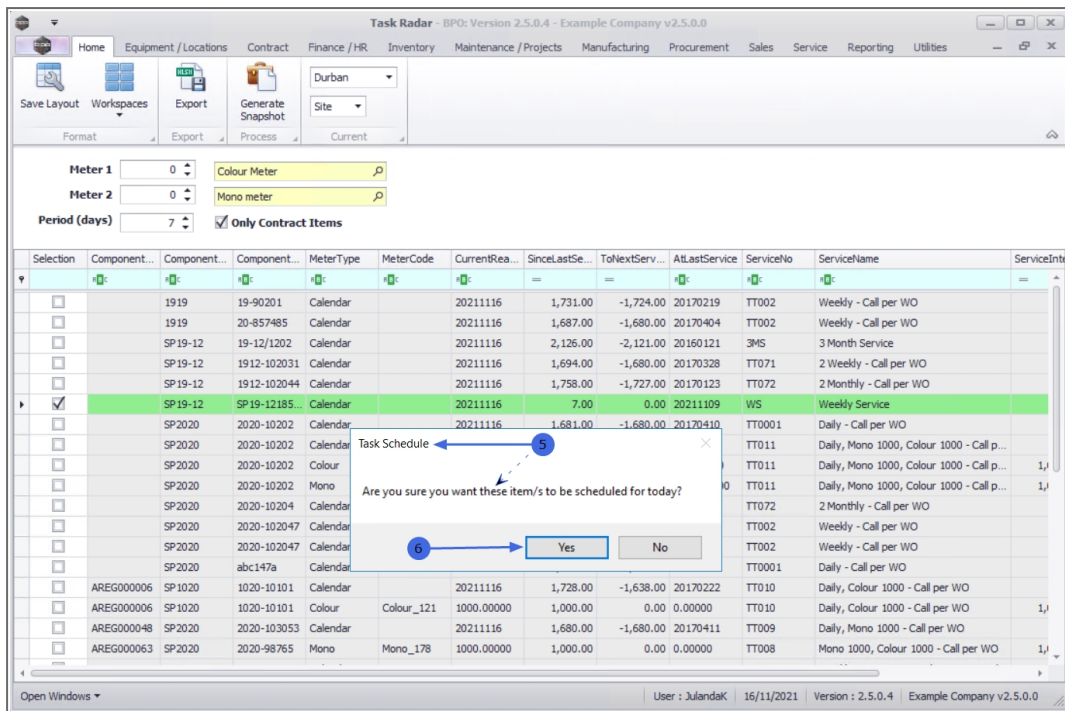 Task Radar - BPO: Version 2.5.0.4 - Example Company v2.5.0.0
Home Equipment / Locations Contract Finance / HR Inventory Maintenance / Projects Manufacturing Procurement Sales Service Reporting Utilities
Save Layout Workspaces Export Generate Snapshot Durban Site
Format Export Process Current
Meter 1 0 Colour Meter
Meter 2 0 Mono meter
Period (days) 7 Only Contract Items
Selection Component... Component... Component... MeterType MeterCode CurrentRea... SinceLastSe... ToNextServ... AtLastService ServiceNo ServiceName ServiceInte
1919 19-90201 Calendar 20211116 1,731.00 -1,724.00 20170219 TT002 Weekly - Call per WO
1919 20-857485 Calendar 20211116 1,687.00 -1,680.00 20170404 TT002 Weekly - Call per WO
SP19-12 19-12/1202 Calendar 20211116 2,126.00 -2,121.00 20160121 3MS 3 Month Service
SP19-12 1912-102031 Calendar 20211116 1,694.00 -1,680.00 20170328 TT071 2 Weekly - Call per WO
SP19-12 1912-102044 Calendar 20211116 1,758.00 -1,727.00 20170123 TT072 2 Monthly - Call per WO
SP19-12 SP19-12185... Calendar 20211116 7.00 0.00 20211109 WS Weekly Service
SP2020 2020-10202 Calendar 20211116 1,681.00 -1,680.00 20170410 TT0001 Daily - Call per WO
SP2020 2020-10202 Calendar TT011 Daily, Mono 1000, Colour 1000 - Call p...
SP2020 2020-10202 Colour TT011 Daily, Mono 1000, Colour 1000 - Call p...
SP2020 2020-10202 Mono TT011 Daily, Mono 1000, Colour 1000 - Call p...
SP2020 2020-10204 Calendar TT072 2 Monthly - Call per WO
SP2020 2020-102047 Calendar TT002 Weekly - Call per WO
SP2020 2020-102047 Calendar TT002 Weekly - Call per WO
SP2020 abc147a Calendar TT0001 Daily - Call per WO
Task Schedule 5
Are you sure you want these item/s to be scheduled for today?
6 Yes No
AREG000006 SP1020 1020-10101 Calendar 20211116 1,728.00 -1,638.00 20170222 TT010 Daily, Colour 1000 - Call per WO
AREG000006 SP1020 1020-10101 Colour Colour_121 1000.00000 1,000.00 0.00 0.00000 TT010 Daily, Colour 1000 - Call per WO
AREG000048 SP2020 2020-103053 Calendar 20211116 1,680.00 -1,680.00 20170411 TT009 Daily, Mono 1000 - Call per WO
AREG000063 SP2020 2020-98765 Mono Mono_178 1000.00000 1,000.00 0.00 0.00000 TT008 Mono 1000, Colour 1000 - Call per WO
Open Windows User : JulandaK 16/11/2021 Version : 2.5.0.4 Example Company v2.5.0.0